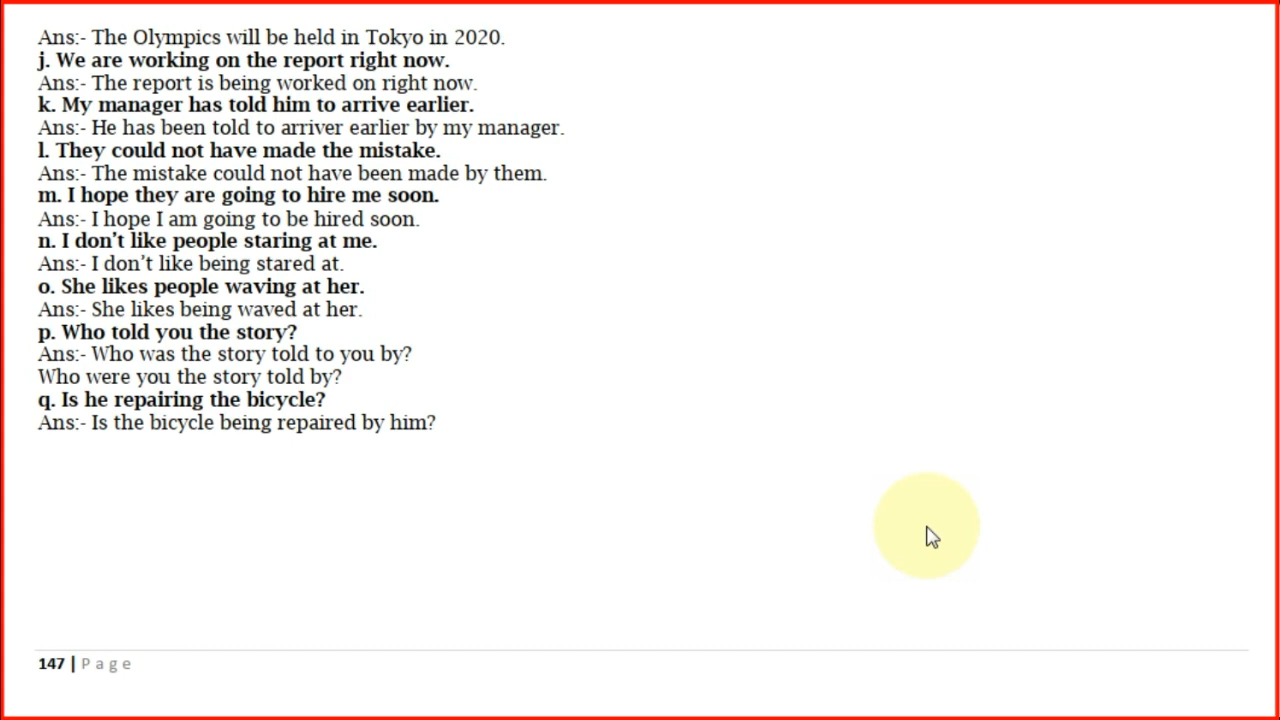 Ans:- The Olympics will be held in Tokyo in 2020.
j. We are working on the report right now.
Ans:- The report is being worked on right now.
k. My manager has told him to arrive earlier.
Ans:- He has been told to arriver earlier by my manager.
l. They could not have made the mistake.
Ans:- The mistake could not have been made by them.
m. I hope they are going to hire me soon.
Ans:- I hope I am going to be hired soon.
n. I don’t like people staring at me.
Ans:- I don’t like being stared at.
o. She likes people waving at her.
Ans:- She likes being waved at her.
p. Who told you the story?
Ans:- Who was the story told to you by?
Who were you the story told by?
q. Is he repairing the bicycle?
Ans:- Is the bicycle being repaired by him?
147 | Page